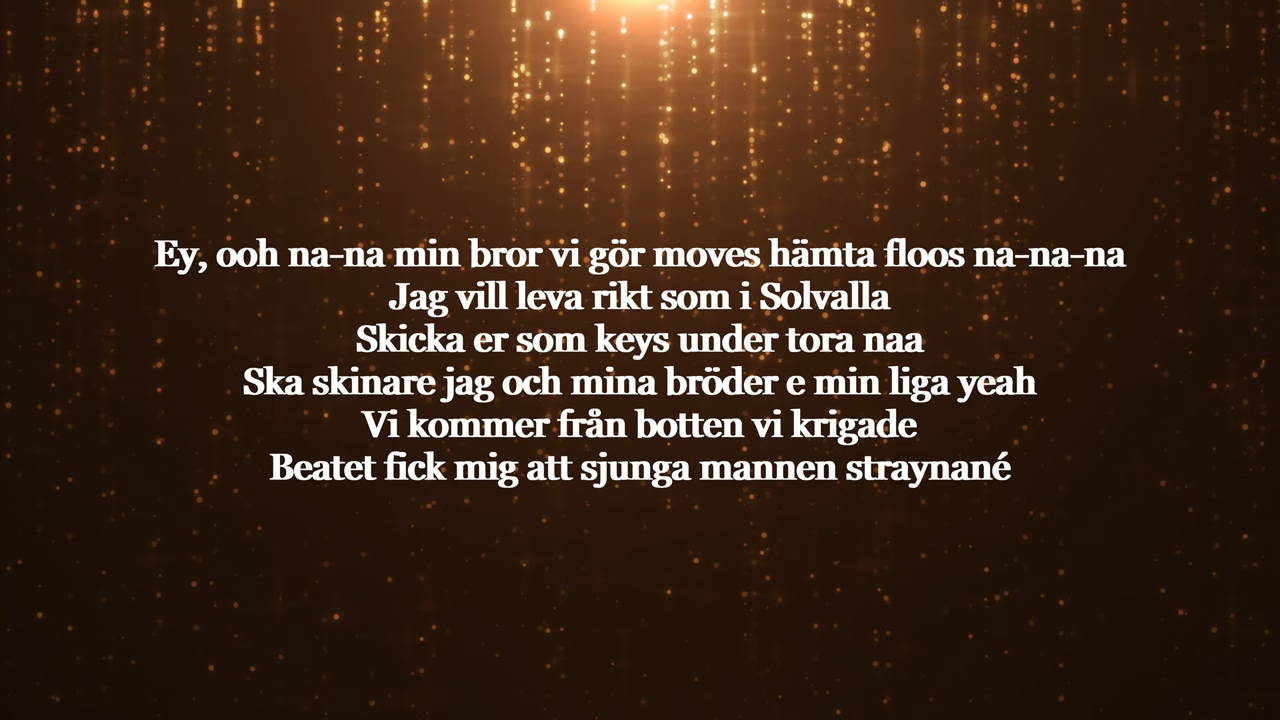 Ey, ooh na-na min bror vi gör moves hämta floos na-na-na
Jag vill leva rikt som i Solvalla
Skicka er som keys under tora naa
Ska skinare jag och mina bröder e min liga yeah
Vi kommer från botten vi krigade
Beatet fick mig att sjunga mannen straynané